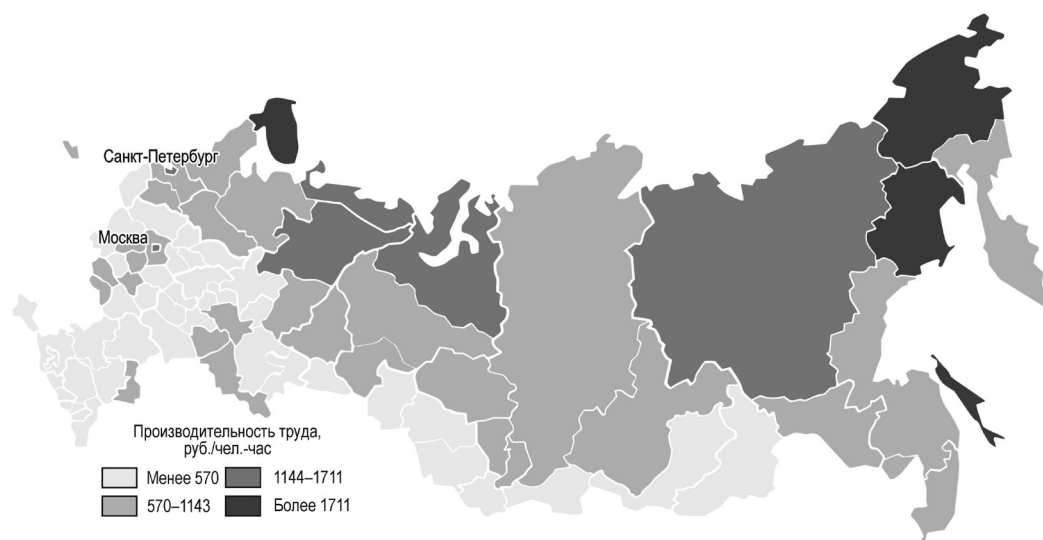 Санкт-Петербург
Москва
Производительность труда,
руб./чел.-час
Менее 570
1144–1711
570–1143
Более 1711